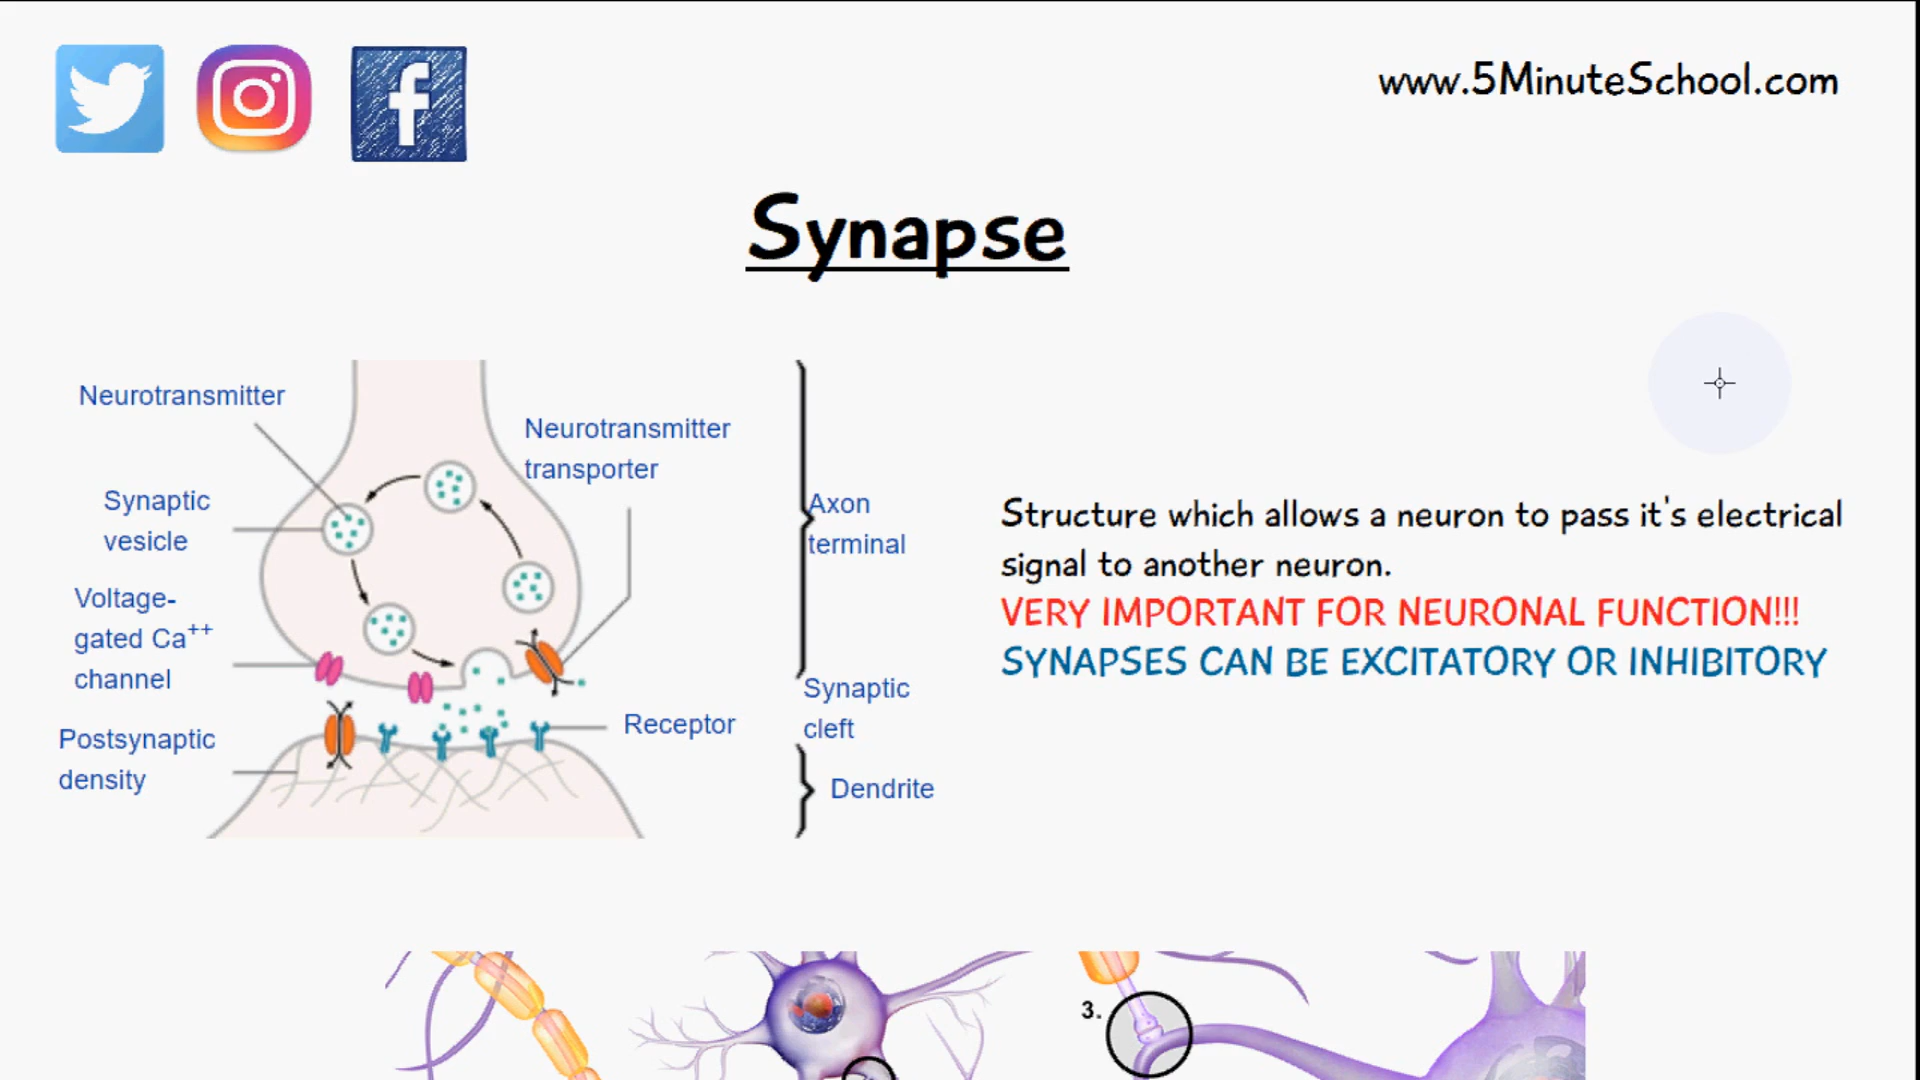 www.5MinuteSchool.com
Synapse
Neurotransmitter
Neurotransmitter
transporter
Synaptic
vesicle
Axon
terminal
Voltage-
gated Ca++
channel
Synaptic
cleft
Receptor
Postsynaptic
density
Dendrite
Structure which allows a neuron to pass it's electrical
signal to another neuron.
VERY IMPORTANT FOR NEURONAL FUNCTION!!!
SYNAPSES CAN BE EXCITATORY OR INHIBITORY
3.